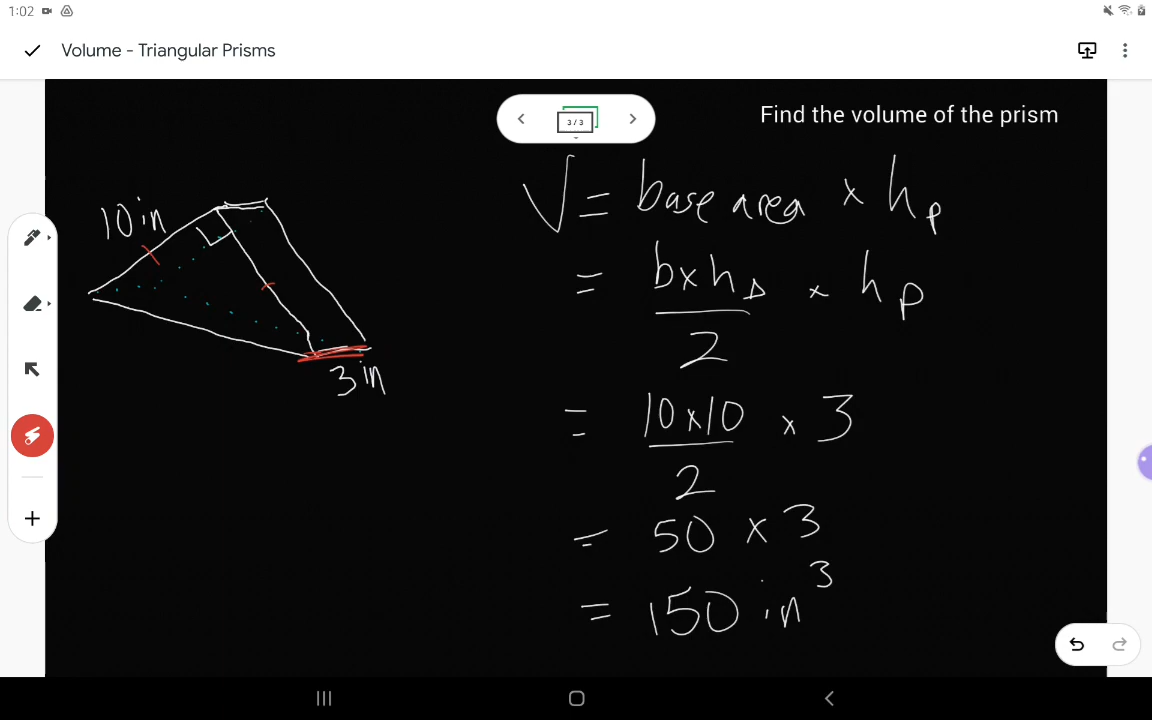 1:02
Volume - Triangular Prisms
3 / 3
Find the volume of the prism
10 in
3 in
V = base area × hₚ
= b×h△ / 2 × hₚ
= 10×10 / 2 × 3
= 50 × 3
= 150 in³